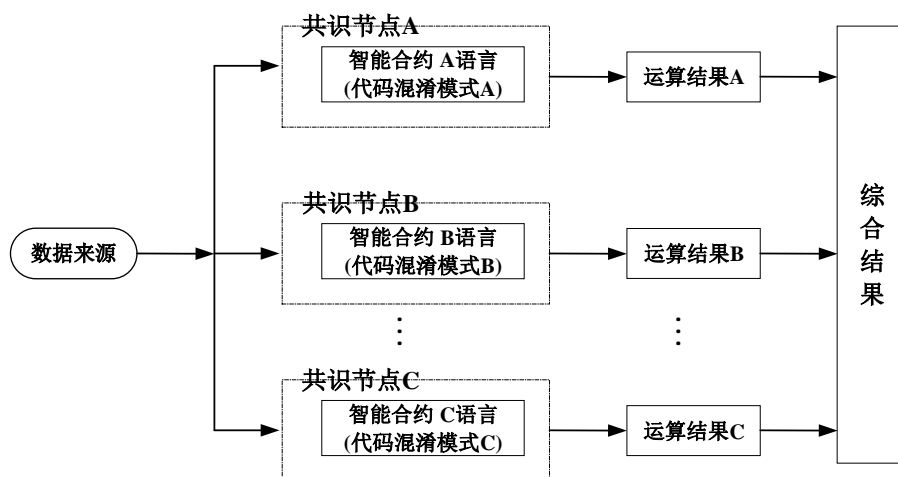 共识节点A
智能合约 A语言
(代码混淆模式A)
运算结果A
共识节点B
智能合约 B语言
(代码混淆模式B)
运算结果B
数据来源
综合结果
⋮
⋮
共识节点C
智能合约 C语言
(代码混淆模式C)
运算结果C